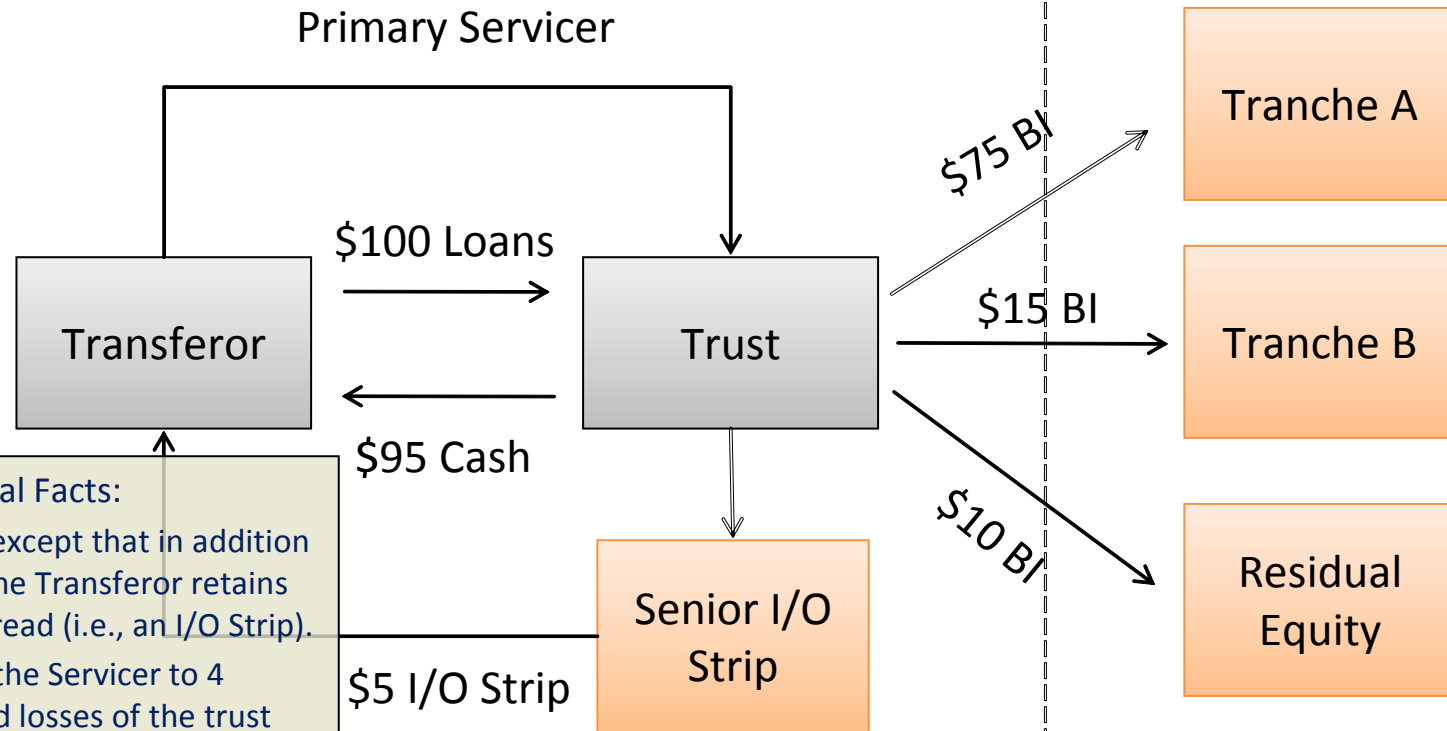 Primary Servicer
Tranche A
$75 BI
$100 Loans
Transferor
Trust
$15 BI
Tranche B
$95 Cash
al Facts:
except that in addition
he Transferor retains
read (i.e., an I/O Strip).
the Servicer to 4
d losses of the trust
$5 I/O Strip
Senior I/O
Strip
$10 BI
Residual
Equity